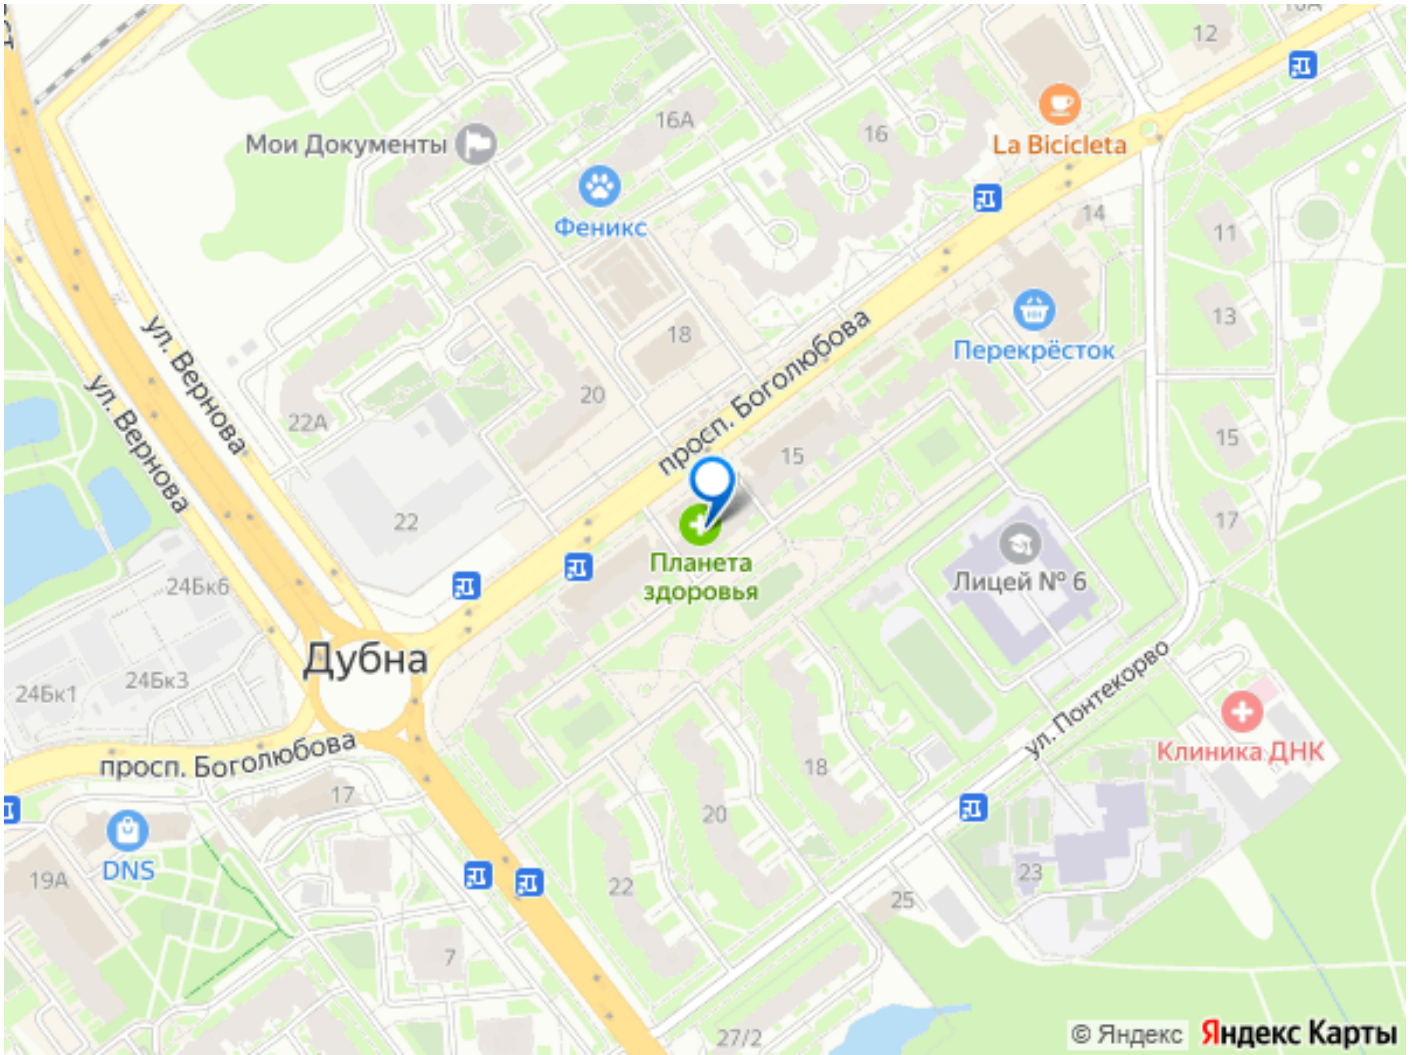 12
16А
Мои Документы
16
La Bicicleta
Феникс
14
11
18
13
Перекрёсток
ул. Вернова
просп. Боголюбова
20
ул. Вернова
22А
15
15
22
17
Планета
здоровья
Лицей № 6
24Бк6
Дубна
24Бк1
24Бк3
ул. Понтекорво
Клиника ДНК
просп. Боголюбова
18
17
20
DNS
19А
22
23
25
7
27/2
© Яндекс
Яндекс Карты